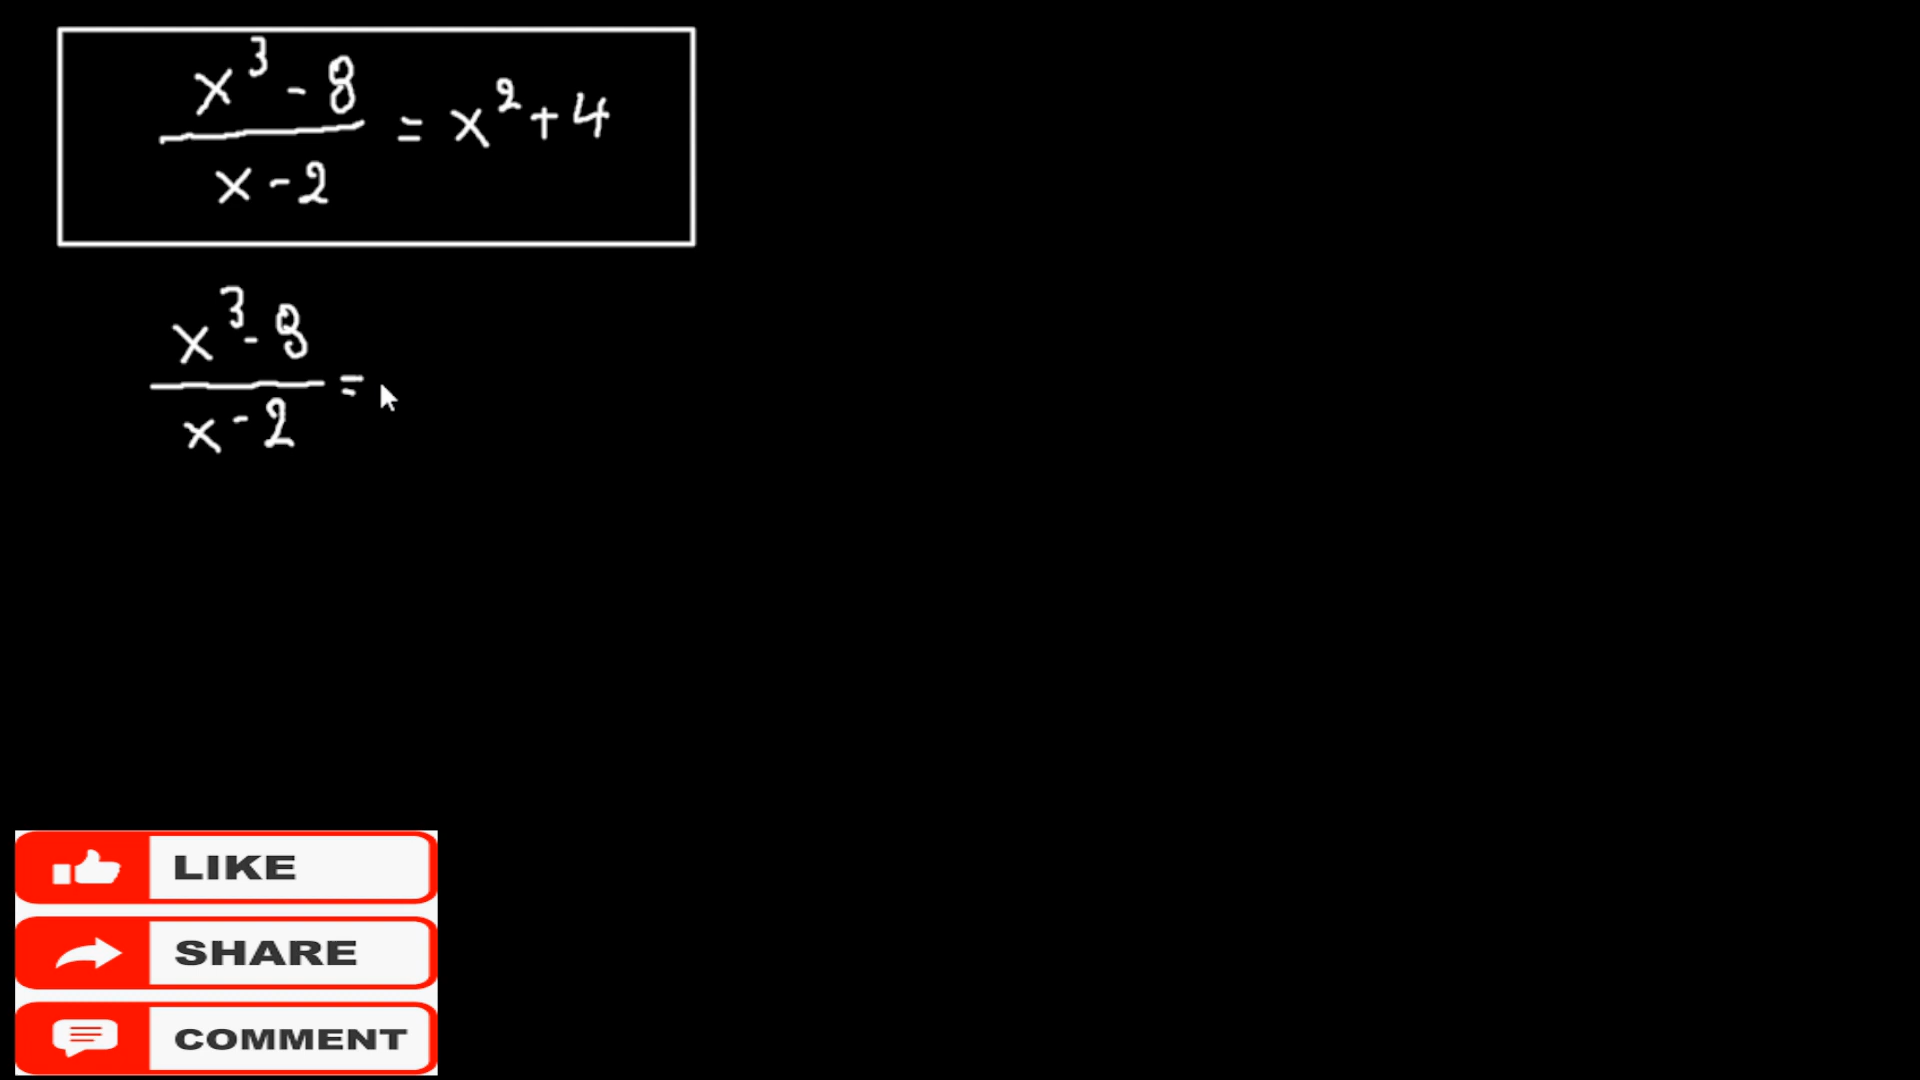 x³ - 8 / x - 2 = x² + 4
x³ - 8 / x - 2 =
LIKE
SHARE
COMMENT